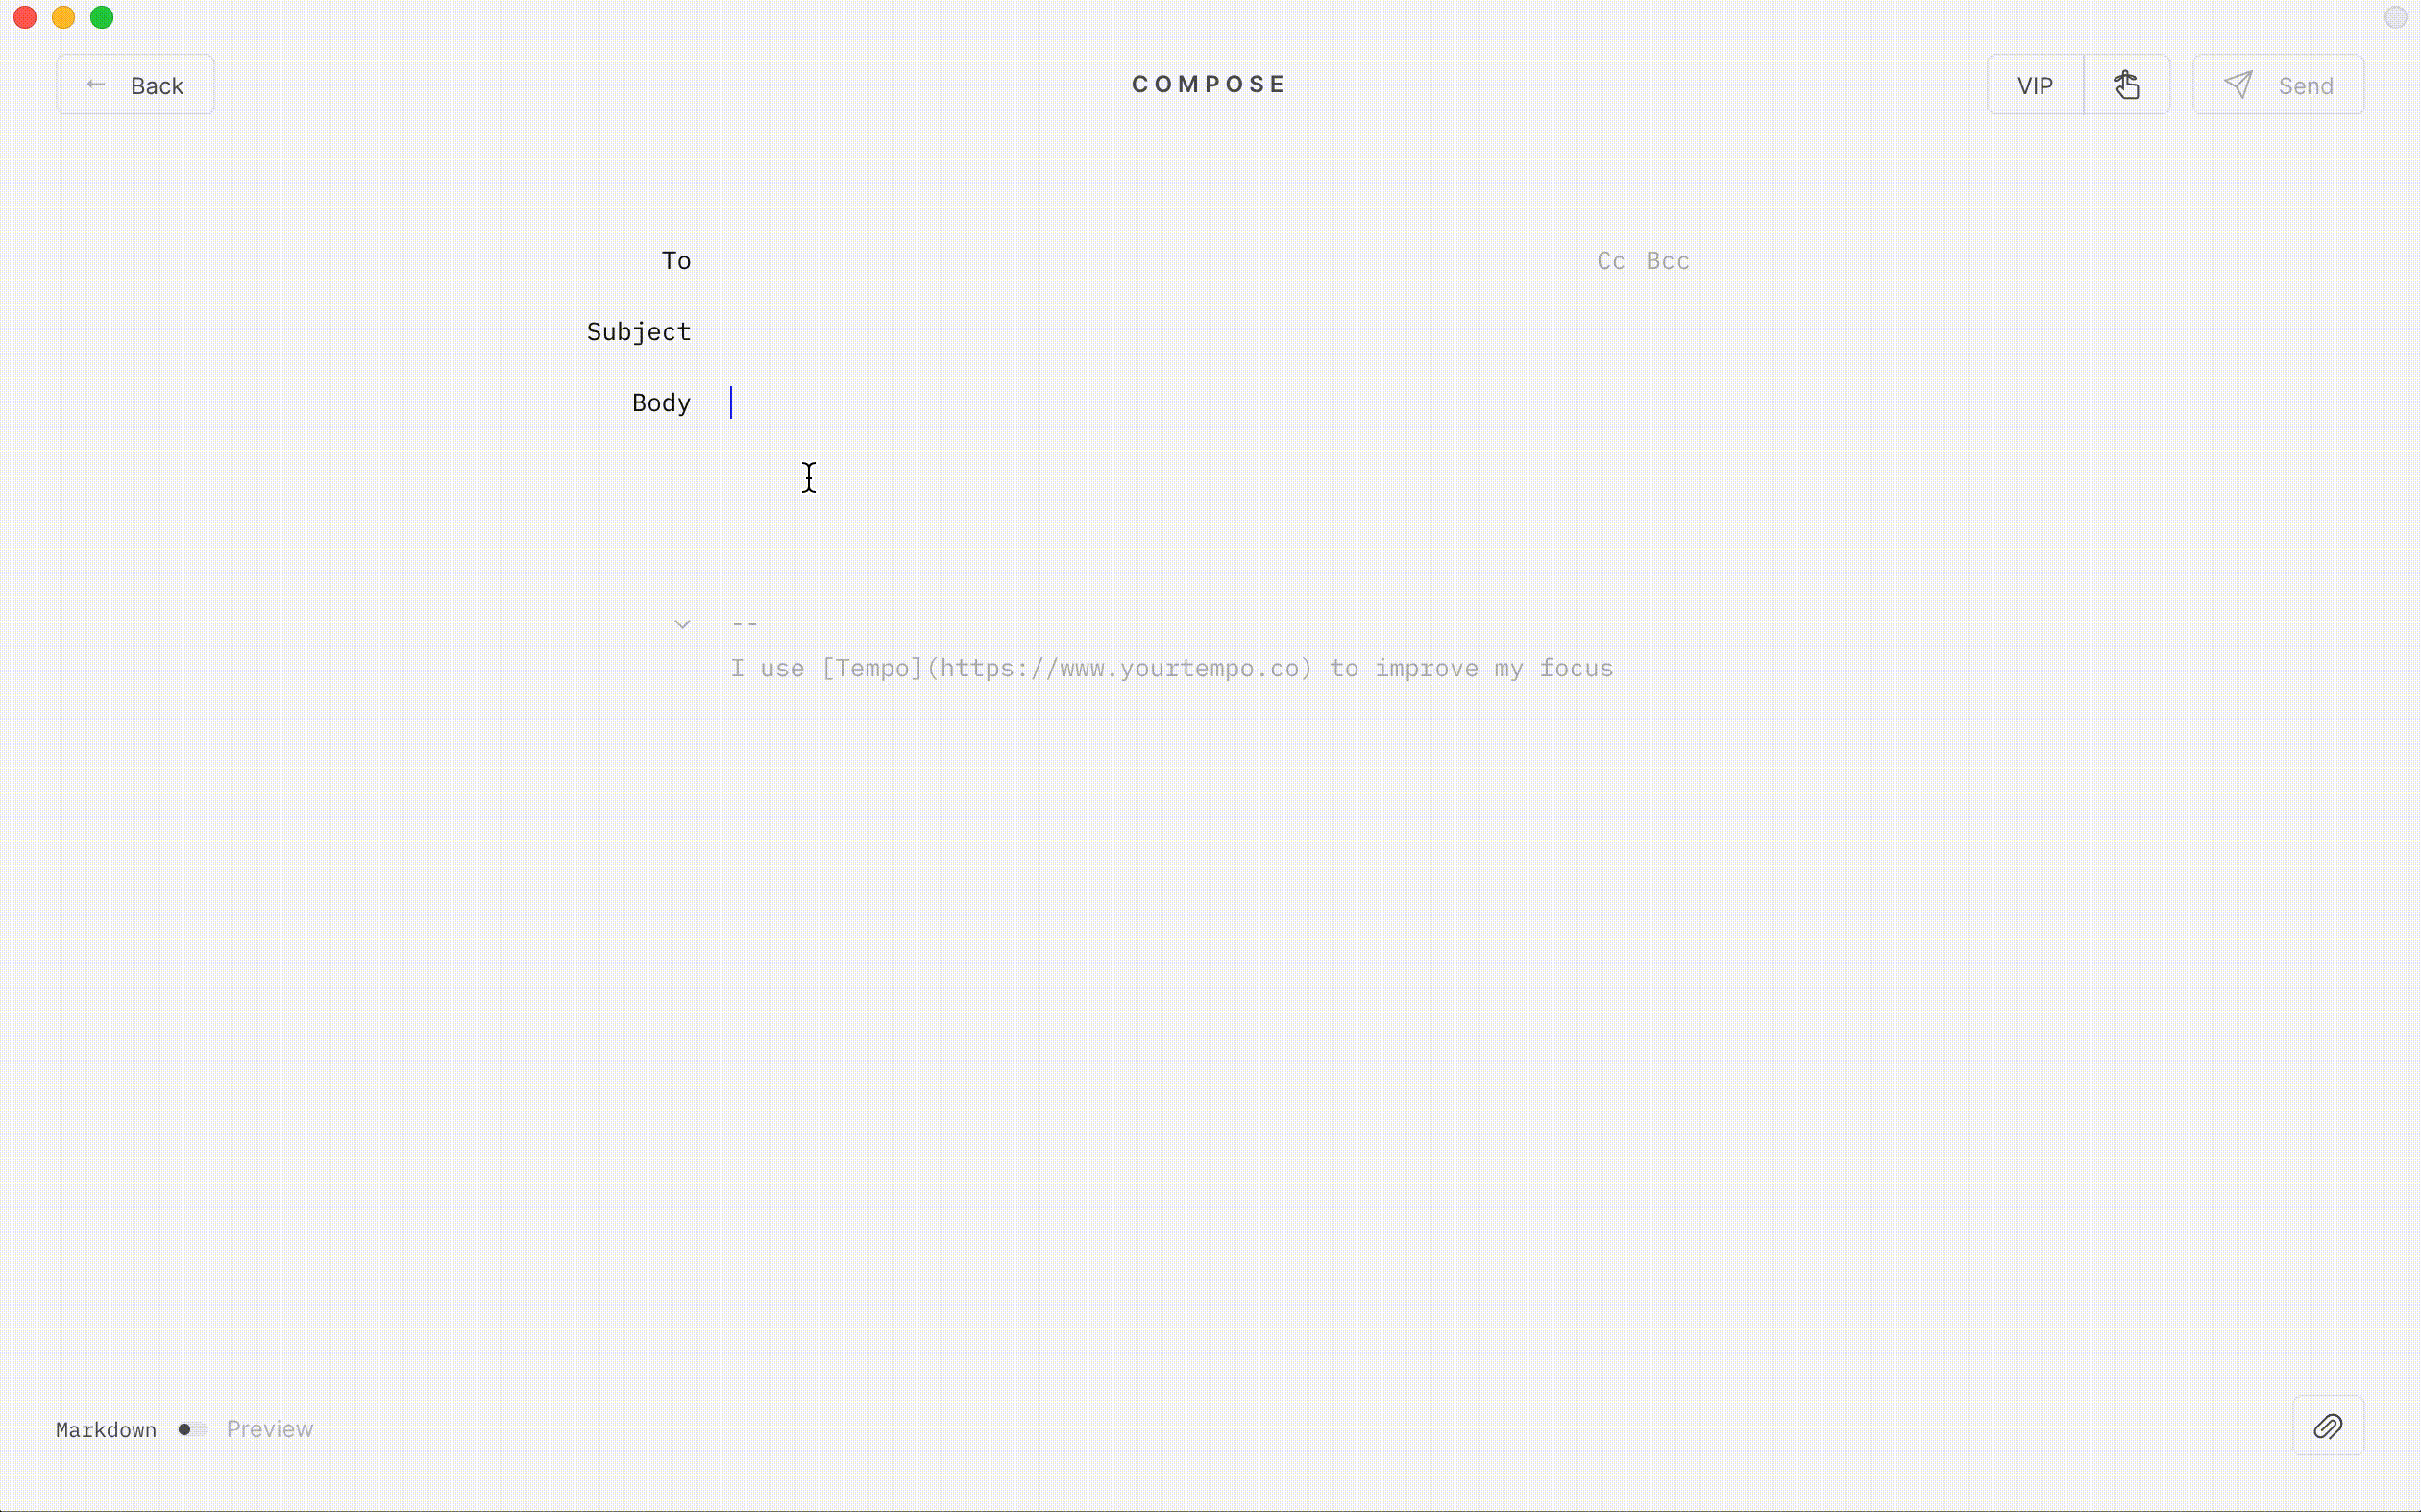 Back
COMPOSE
VIP
Send
To
Cc Bcc
Subject
Body
--
I use [Tempo](https://www.yourtempo.co) to improve my focus
Markdown
Preview